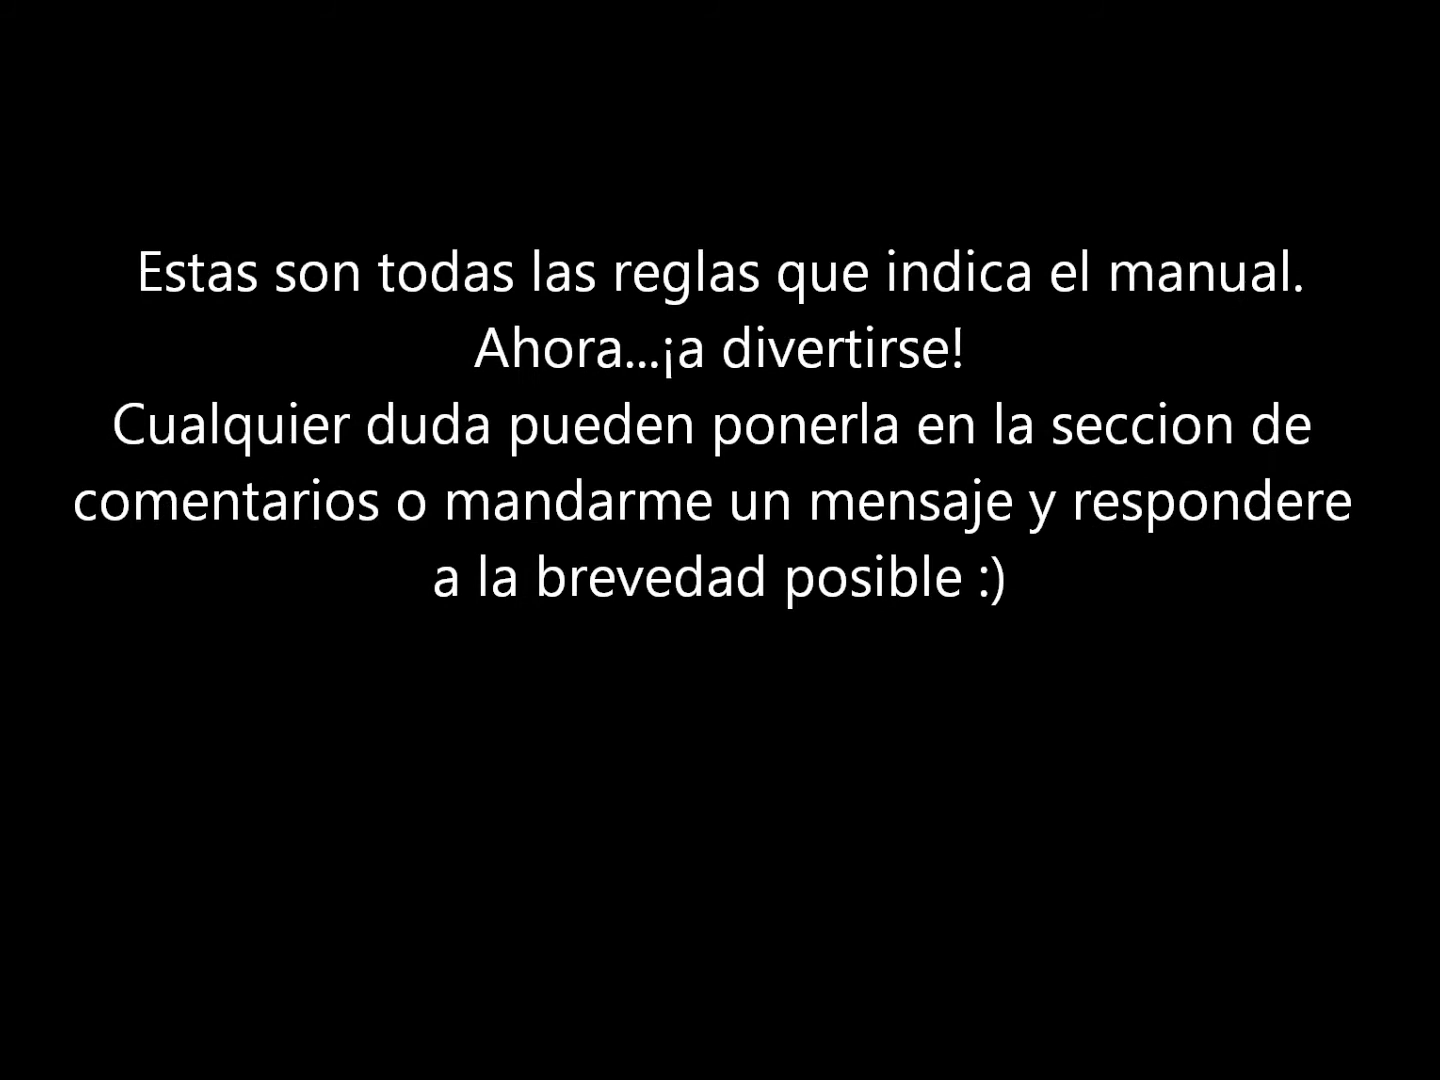 Estas son todas las reglas que indica el manual.
Ahora...¡a divertirse!
Cualquier duda pueden ponerla en la seccion de
comentarios o mandarme un mensaje y respondere
a la brevedad posible :)